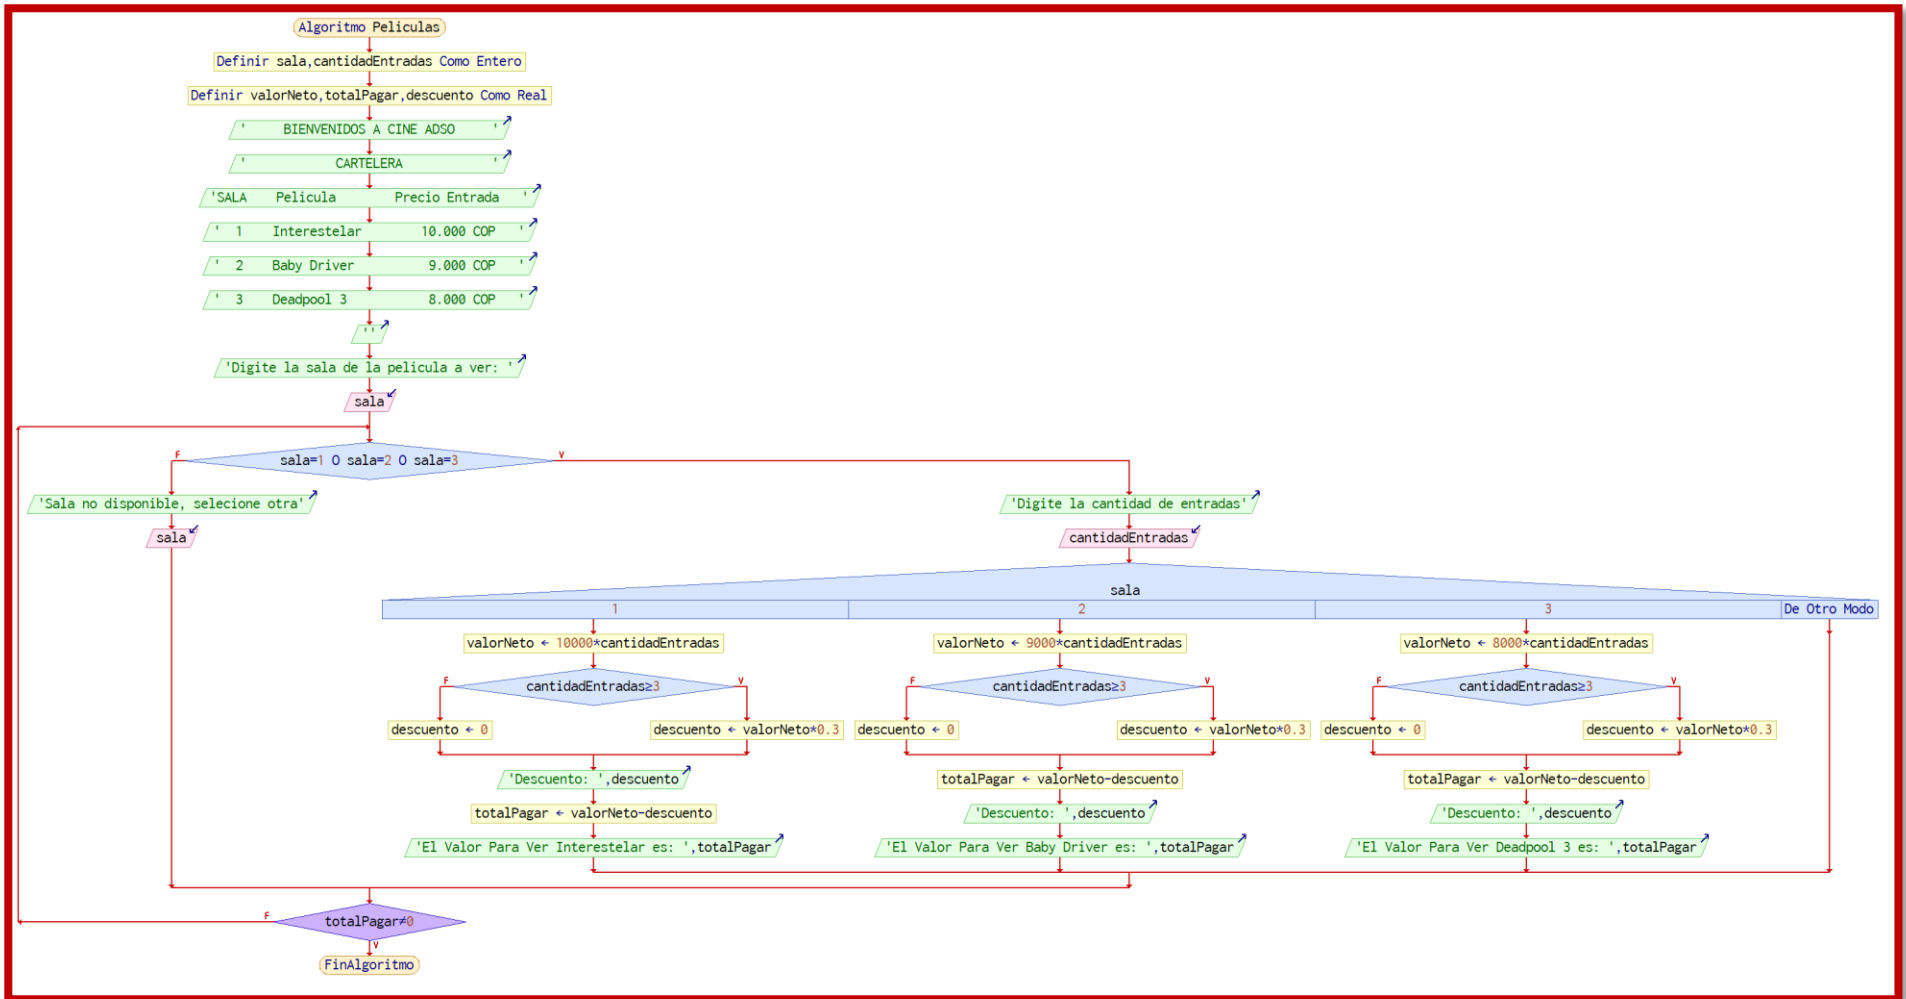 Algoritmo Peliculas
Definir sala,cantidadEntradas Como Entero
Definir valorNeto,totalPagar,descuento Como Real
'     BIENVENIDOS A CINE ADSO     '
'            CARTELERA            '
'SALA    Pelicula        Precio Entrada   '
'  1    Interestelar        10.000 COP   '
'  2    Baby Driver          9.000 COP   '
'  3    Deadpool 3           8.000 COP   '
''
'Digite la sala de la pelicula a ver: '
sala
F sala=1 O sala=2 O sala=3 V
'Sala no disponible, selecione otra' 'Digite la cantidad de entradas'
sala cantidadEntradas
sala
1 2 3 De Otro Modo
valorNeto ← 10000*cantidadEntradas valorNeto ← 9000*cantidadEntradas valorNeto ← 8000*cantidadEntradas
F cantidadEntradas≥3 V F cantidadEntradas≥3 V F cantidadEntradas≥3 V
descuento ← 0 descuento ← valorNeto*0.3 descuento ← 0 descuento ← valorNeto*0.3 descuento ← 0 descuento ← valorNeto*0.3
'Descuento: ',descuento totalPagar ← valorNeto-descuento totalPagar ← valorNeto-descuento
totalPagar ← valorNeto-descuento 'Descuento: ',descuento 'Descuento: ',descuento
'El Valor Para Ver Interestelar es: ',totalPagar 'El Valor Para Ver Baby Driver es: ',totalPagar 'El Valor Para Ver Deadpool 3 es: ',totalPagar
F totalPagar≠0
V
FinAlgoritmo